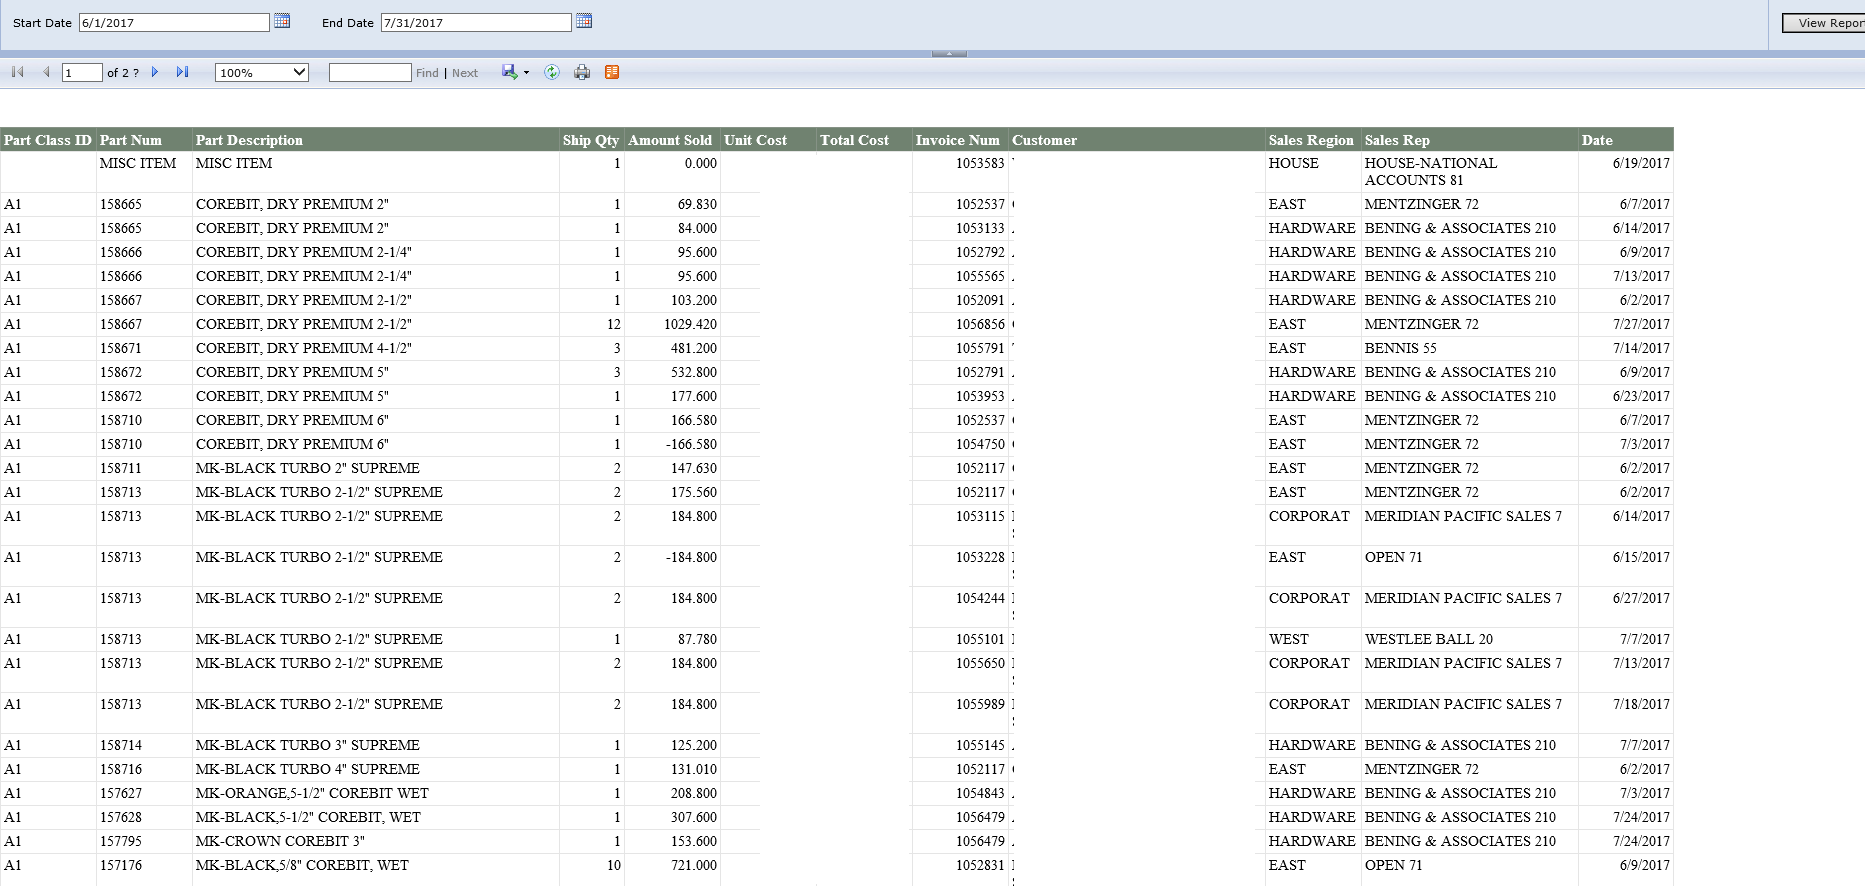 Start Date 6/1/2017 End Date 7/31/2017 View Repor
1 of 2 ? 100% Find | Next
Part Class ID Part Num Part Description Ship Qty Amount Sold Unit Cost Total Cost Invoice Num Customer Sales Region Sales Rep Date
MISC ITEM MISC ITEM 1 0.000 1053583 HOUSE HOUSE-NATIONAL 6/19/2017
ACCOUNTS 81
A1 158665 COREBIT, DRY PREMIUM 2" 1 69.830 1052537 EAST MENTZINGER 72 6/7/2017
A1 158665 COREBIT, DRY PREMIUM 2" 1 84.000 1053133 HARDWARE BENING & ASSOCIATES 210 6/14/2017
A1 158666 COREBIT, DRY PREMIUM 2-1/4" 1 95.600 1052792 HARDWARE BENING & ASSOCIATES 210 6/9/2017
A1 158666 COREBIT, DRY PREMIUM 2-1/4" 1 95.600 1055565 HARDWARE BENING & ASSOCIATES 210 7/13/2017
A1 158667 COREBIT, DRY PREMIUM 2-1/2" 1 103.200 1052091 HARDWARE BENING & ASSOCIATES 210 6/2/2017
A1 158667 COREBIT, DRY PREMIUM 2-1/2" 12 1029.420 1056856 EAST MENTZINGER 72 7/27/2017
A1 158671 COREBIT, DRY PREMIUM 4-1/2" 3 481.200 1055791 EAST BENNIS 55 7/14/2017
A1 158672 COREBIT, DRY PREMIUM 5" 3 532.800 1052791 HARDWARE BENING & ASSOCIATES 210 6/9/2017
A1 158672 COREBIT, DRY PREMIUM 5" 1 177.600 1053953 HARDWARE BENING & ASSOCIATES 210 6/23/2017
A1 158710 COREBIT, DRY PREMIUM 6" 1 166.580 1052537 EAST MENTZINGER 72 6/7/2017
A1 158710 COREBIT, DRY PREMIUM 6" 1 -166.580 1054750 EAST MENTZINGER 72 7/3/2017
A1 158711 MK-BLACK TURBO 2" SUPREME 2 147.630 1052117 EAST MENTZINGER 72 6/2/2017
A1 158713 MK-BLACK TURBO 2-1/2" SUPREME 2 175.560 1052117 EAST MENTZINGER 72 6/2/2017
A1 158713 MK-BLACK TURBO 2-1/2" SUPREME 2 184.800 1053115 CORPORAT MERIDIAN PACIFIC SALES 7 6/14/2017
A1 158713 MK-BLACK TURBO 2-1/2" SUPREME 2 -184.800 1053228 EAST OPEN 71 6/15/2017
A1 158713 MK-BLACK TURBO 2-1/2" SUPREME 2 184.800 1054244 CORPORAT MERIDIAN PACIFIC SALES 7 6/27/2017
A1 158713 MK-BLACK TURBO 2-1/2" SUPREME 1 87.780 1055101 WEST WESTLEE BALL 20 7/7/2017
A1 158713 MK-BLACK TURBO 2-1/2" SUPREME 2 184.800 1055650 CORPORAT MERIDIAN PACIFIC SALES 7 7/13/2017
A1 158713 MK-BLACK TURBO 2-1/2" SUPREME 2 184.800 1055989 CORPORAT MERIDIAN PACIFIC SALES 7 7/18/2017
A1 158714 MK-BLACK TURBO 3" SUPREME 1 125.200 1055145 HARDWARE BENING & ASSOCIATES 210 7/7/2017
A1 158716 MK-BLACK TURBO 4" SUPREME 1 131.010 1052117 EAST MENTZINGER 72 6/2/2017
A1 157627 MK-ORANGE,5-1/2" COREBIT WET 1 208.800 1054843 HARDWARE BENING & ASSOCIATES 210 7/3/2017
A1 157628 MK-BLACK,5-1/2" COREBIT, WET 1 307.600 1056479 HARDWARE BENING & ASSOCIATES 210 7/24/2017
A1 157795 MK-CROWN COREBIT 3" 1 153.600 1056479 HARDWARE BENING & ASSOCIATES 210 7/24/2017
A1 157176 MK-BLACK,5/8" COREBIT, WET 10 721.000 1052831 EAST OPEN 71 6/9/2017